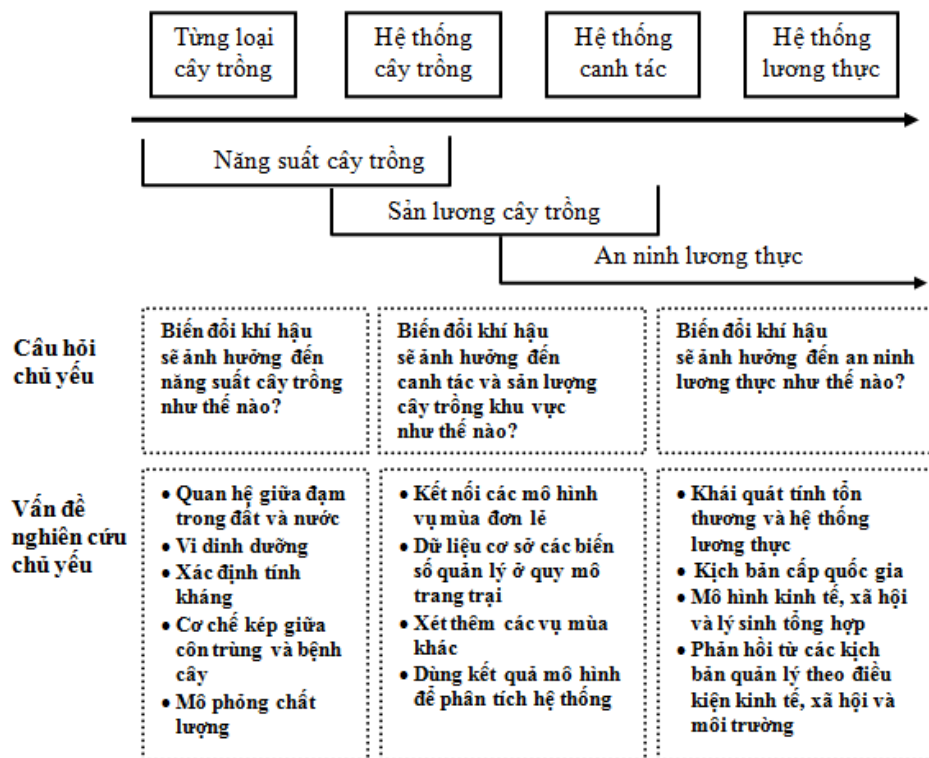 Từng loại
cây trồng
Hệ thống
cây trồng
Hệ thống
canh tác
Hệ thống
lương thực
Năng suất cây trồng
Sản lương cây trồng
An ninh lương thực
Câu hỏi
chủ yếu
Biến đổi khí hậu
sẽ ảnh hưởng đến
năng suất cây trồng
như thế nào?
Biến đổi khí hậu
sẽ ảnh hưởng đến
canh tác và sản lượng
cây trồng khu vực
như thế nào?
Biến đổi khí hậu
sẽ ảnh hưởng đến an ninh
lương thực như thế nào?
Vấn đề
nghiên cứu
chủ yếu
• Quan hệ giữa đạm
trong đất và nước
• Vi dinh dưỡng
• Xác định tính
kháng
• Cơ chế kép giữa
côn trùng và bệnh
cây
• Mô phỏng chất
lượng
• Kết nối các mô hình
vụ mùa đơn lẻ
• Dữ liệu cơ sở các biến
số quản lý ở quy mô
trang trại
• Xét thêm các vụ mùa
khác
• Dùng kết quả mô hình
để phân tích hệ thống
• Khái quát tính tổn
thương và hệ thống
lương thực
• Kịch bản cấp quốc gia
• Mô hình kinh tế, xã hội
và lý sinh tổng hợp
• Phản hồi từ các kịch
bản quản lý theo điều
kiện kinh tế, xã hội và
môi trường